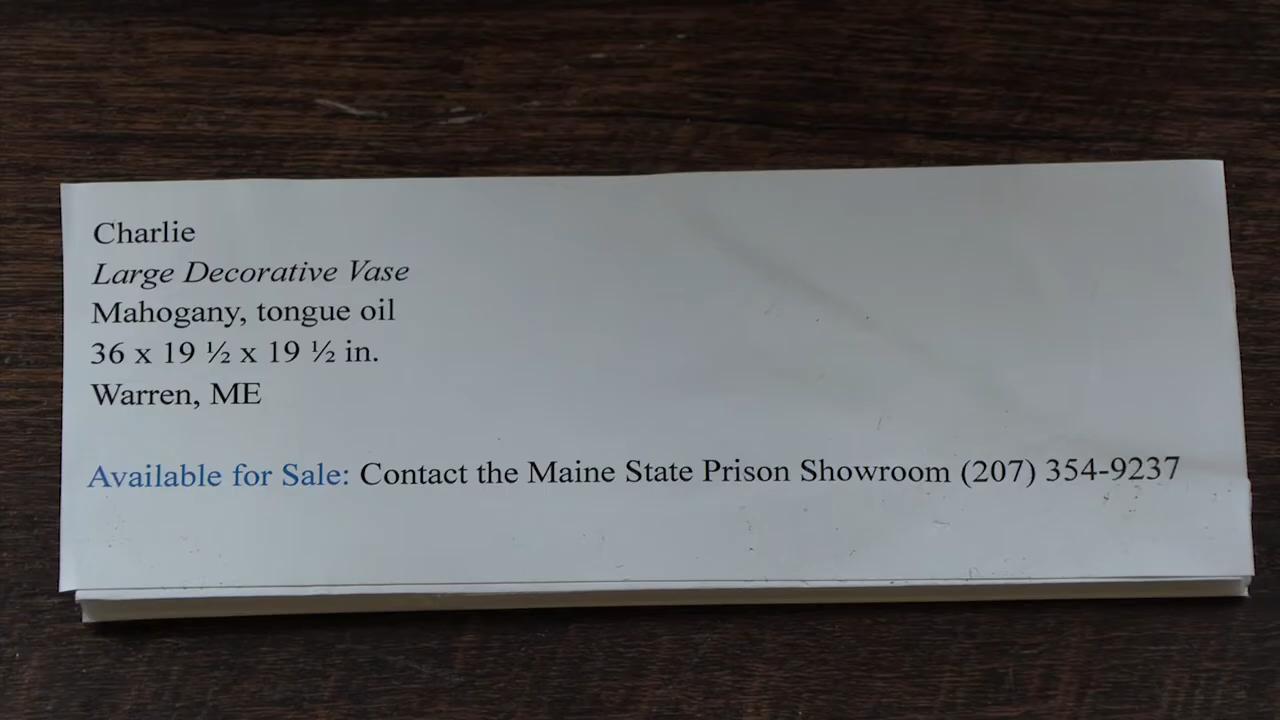 Charlie
Large Decorative Vase
Mahogany, tongue oil
36 x 19 ½ x 19 ½ in.
Warren, ME
Available for Sale: Contact the Maine State Prison Showroom (207) 354-9237